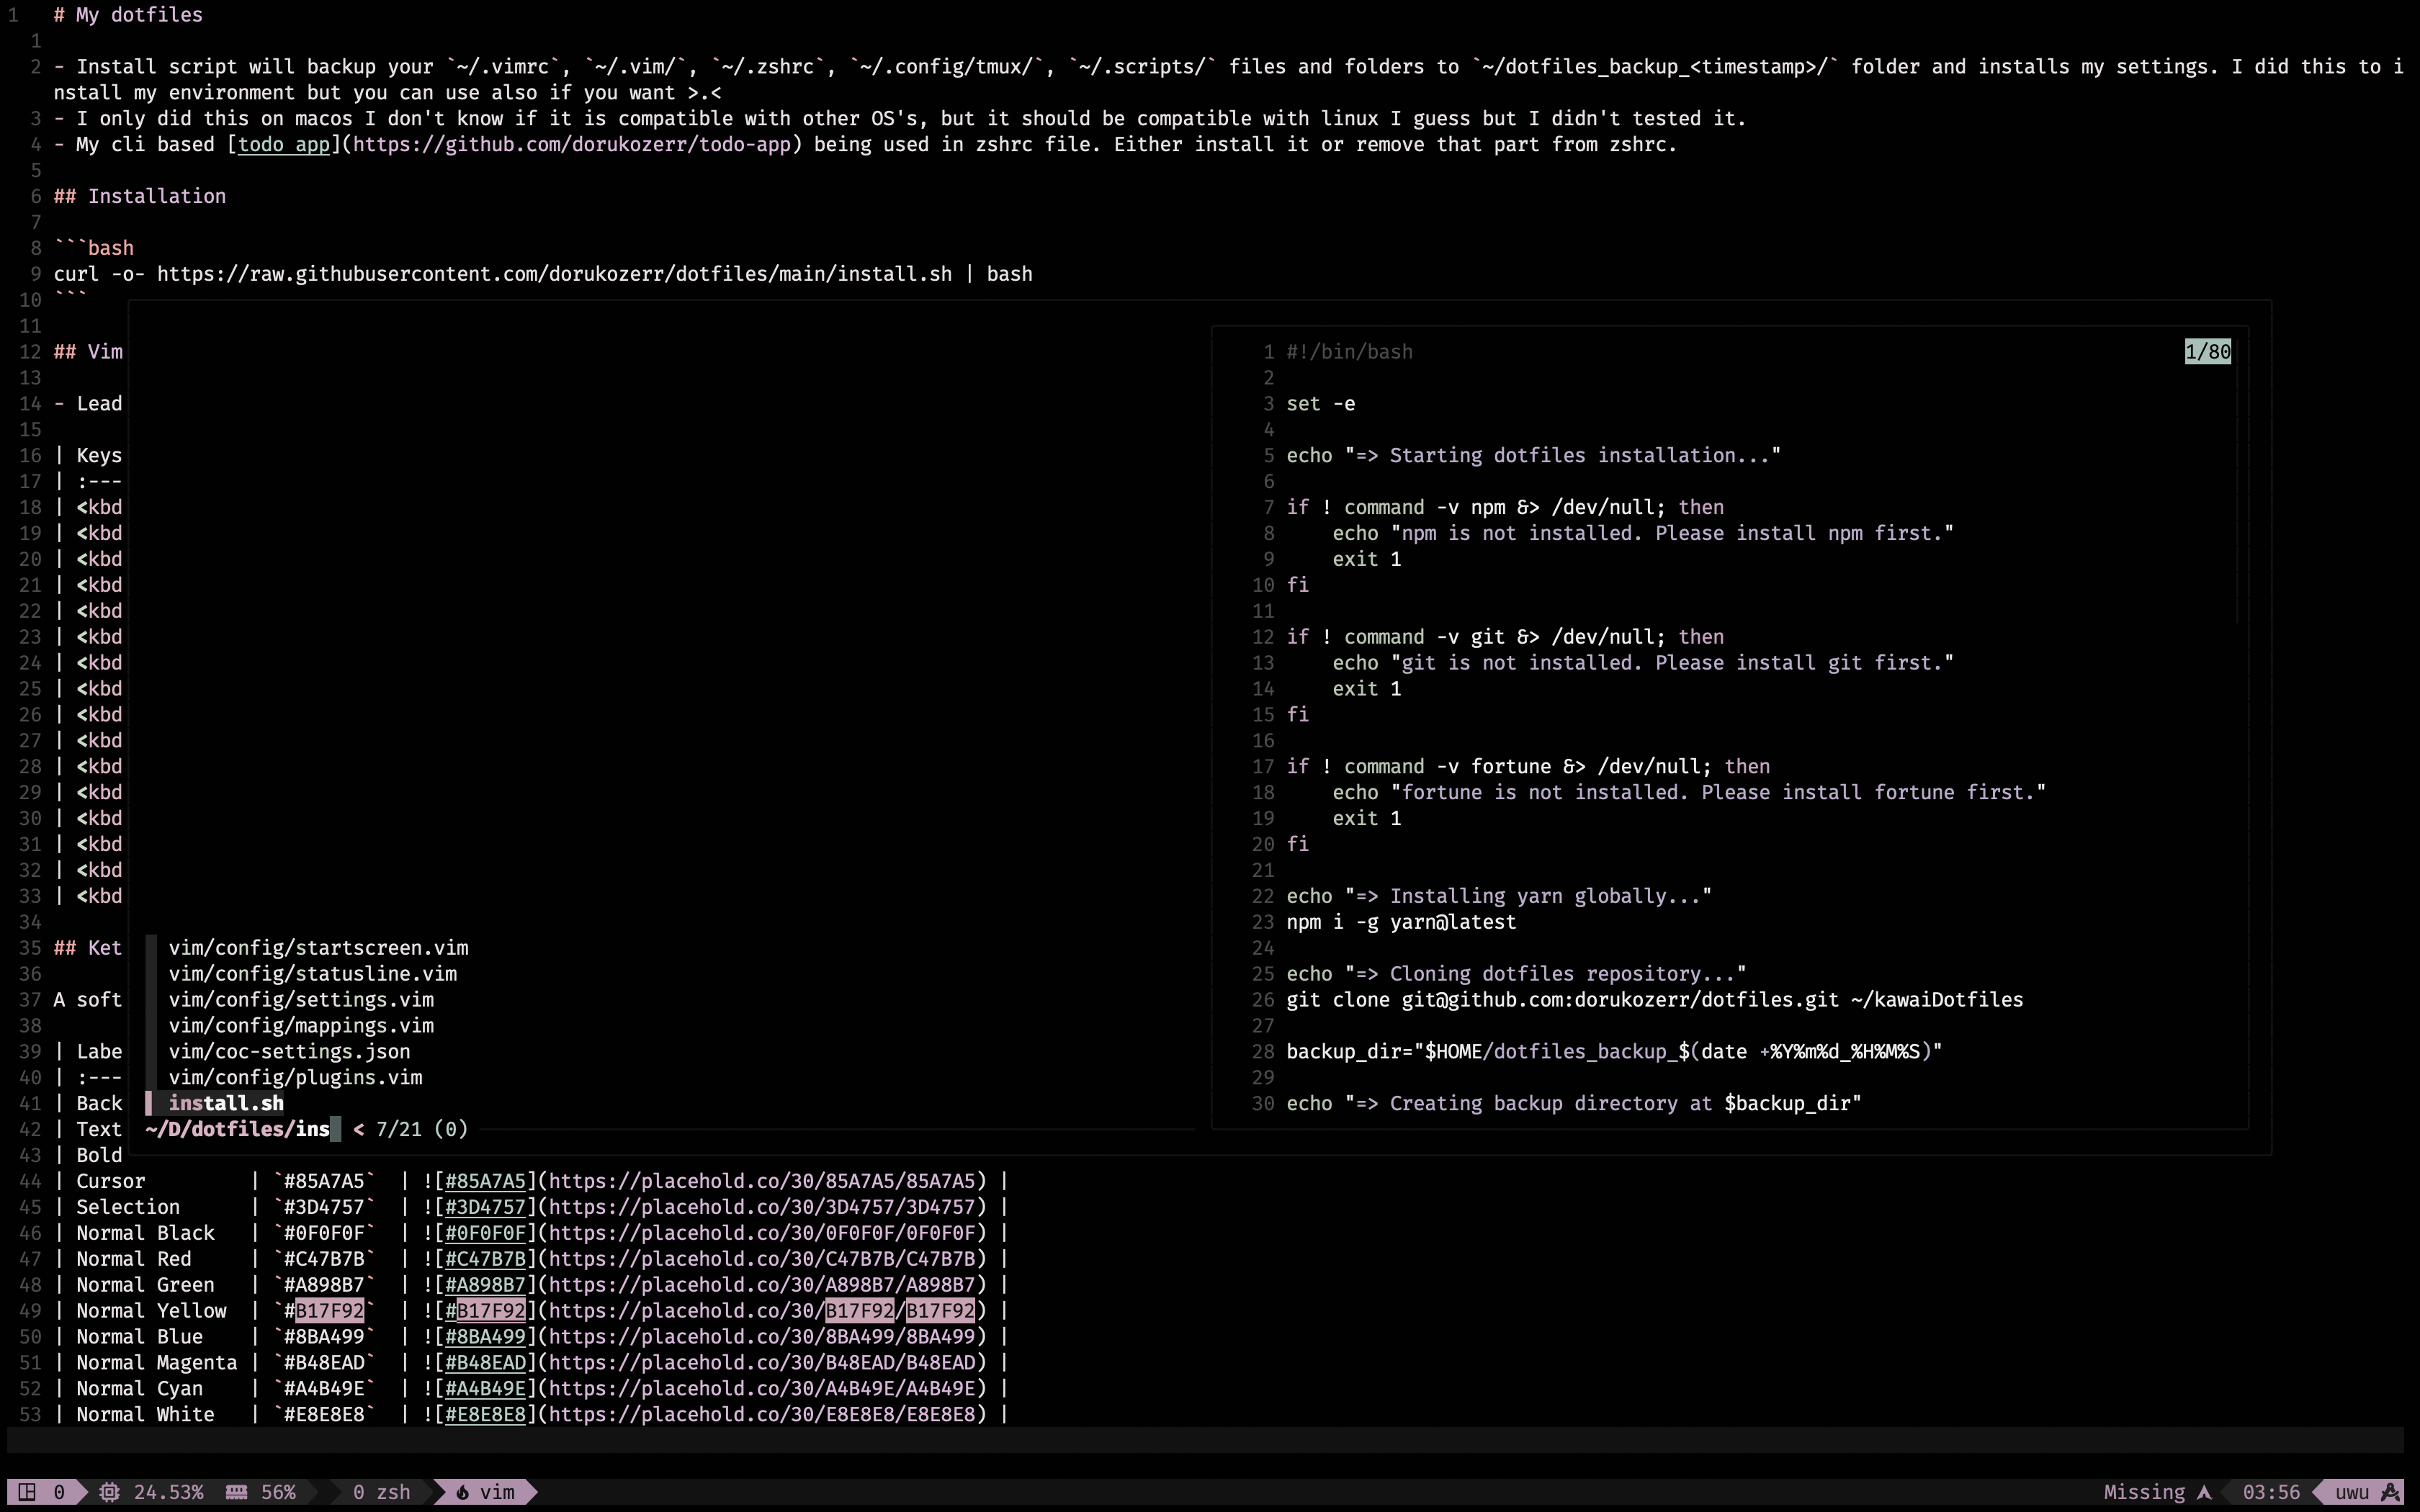 1 # My dotfiles
1
2 - Install script will backup your `~/.vimrc`, `~/.vim/`, `~/.zshrc`, `~/.config/tmux/`, `~/.scripts/` files and folders to `~/dotfiles_backup_<timestamp>/` folder and installs my settings. I did this to i
nstall my environment but you can use also if you want >.<
3 - I only did this on macos I don't know if it is compatible with other OS's, but it should be compatible with linux I guess but I didn't tested it.
4 - My cli based [todo app](https://github.com/dorukozerr/todo-app) being used in zshrc file. Either install it or remove that part from zshrc.
5
6 ## Installation
7
8 ```bash
9 curl -o- https://raw.githubusercontent.com/dorukozerr/dotfiles/main/install.sh | bash
10 ```
11
12 ## Vim
13
14 - Lead
15
16 | Keys
17 | :---
18 | <kbd
19 | <kbd
20 | <kbd
21 | <kbd
22 | <kbd
23 | <kbd
24 | <kbd
25 | <kbd
26 | <kbd
27 | <kbd
28 | <kbd
29 | <kbd
30 | <kbd
31 | <kbd
32 | <kbd
33 | <kbd
34
35 ## Ket
36
37 A soft
38
39 | Labe
40 | :---
41 | Back
42 | Text
43 | Bold
vim/config/startscreen.vim
vim/config/statusline.vim
vim/config/settings.vim
vim/config/mappings.vim
vim/coc-settings.json
vim/config/plugins.vim
install.sh
~/D/dotfiles/ins < 7/21 (0)
1 #!/bin/bash 1/80
2
3 set -e
4
5 echo "=> Starting dotfiles installation..."
6
7 if ! command -v npm &> /dev/null; then
8 echo "npm is not installed. Please install npm first."
9 exit 1
10 fi
11
12 if ! command -v git &> /dev/null; then
13 echo "git is not installed. Please install git first."
14 exit 1
15 fi
16
17 if ! command -v fortune &> /dev/null; then
18 echo "fortune is not installed. Please install fortune first."
19 exit 1
20 fi
21
22 echo "=> Installing yarn globally..."
23 npm i -g yarn@latest
24
25 echo "=> Cloning dotfiles repository..."
26 git clone git@github.com:dorukozerr/dotfiles.git ~/kawaiDotfiles
27
28 backup_dir="$HOME/dotfiles_backup_$(date +%Y%m%d_%H%M%S)"
29
30 echo "=> Creating backup directory at $backup_dir"
44 | Cursor | `#85A7A5` | ![#85A7A5](https://placehold.co/30/85A7A5/85A7A5) |
45 | Selection | `#3D4757` | ![#3D4757](https://placehold.co/30/3D4757/3D4757) |
46 | Normal Black | `#0F0F0F` | ![#0F0F0F](https://placehold.co/30/0F0F0F/0F0F0F) |
47 | Normal Red | `#C47B7B` | ![#C47B7B](https://placehold.co/30/C47B7B/C47B7B) |
48 | Normal Green | `#A898B7` | ![#A898B7](https://placehold.co/30/A898B7/A898B7) |
49 | Normal Yellow | `#B17F92` | ![#B17F92](https://placehold.co/30/B17F92/B17F92) |
50 | Normal Blue | `#8BA499` | ![#8BA499](https://placehold.co/30/8BA499/8BA499) |
51 | Normal Magenta | `#B48EAD` | ![#B48EAD](https://placehold.co/30/B48EAD/B48EAD) |
52 | Normal Cyan | `#A4B49E` | ![#A4B49E](https://placehold.co/30/A4B49E/A4B49E) |
53 | Normal White | `#E8E8E8` | ![#E8E8E8](https://placehold.co/30/E8E8E8/E8E8E8) |
0 24.53% 56% 0 zsh vim Missing 03:56 uwu